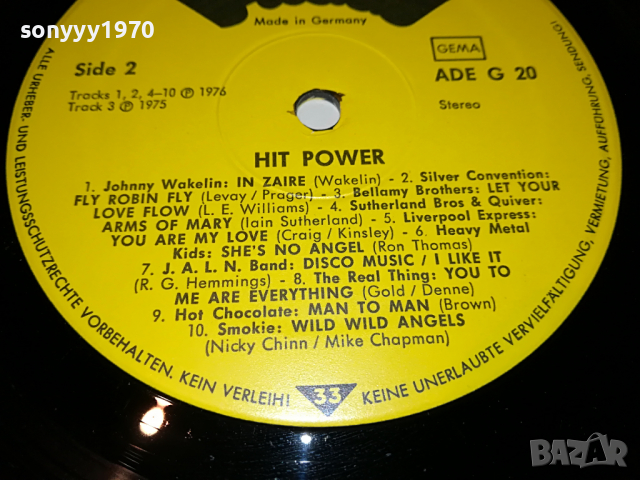 sonyyy1970
Made in Germany
GEMA
Side 2
ADE G 20
Tracks 1, 2, 4–10 Ⓟ 1976
Track 3 Ⓟ 1975
Stereo
HIT POWER
1. Johnny Wakelin: IN ZAIRE (Wakelin) - 2. Silver Convention:
FLY ROBIN FLY (Levay / Prager) - 3. Bellamy Brothers: LET YOUR
LOVE FLOW (L. E. Williams) - 4. Sutherland Bros & Quiver:
ARMS OF MARY (Iain Sutherland) - 5. Liverpool Express:
YOU ARE MY LOVE (Craig / Kinsley) - 6. Heavy Metal
Kids: SHE'S NO ANGEL (Ron Thomas)
7. J. A. L. N. Band: DISCO MUSIC / I LIKE IT
(R. G. Hemmings) - 8. The Real Thing: YOU TO
ME ARE EVERYTHING (Gold / Denne)
9. Hot Chocolate: MAN TO MAN (Brown)
10. Smokie: WILD WILD ANGELS
(Nicky Chinn / Mike Chapman)
33
ALLE URHEBER- UND LEISTUNGSSCHUTZRECHTE VORBEHALTEN. KEIN VERLEIH! KEINE UNERLAUBTE VERVIELFÄLTIGUNG, VERMIETUNG, AUFFÜHRUNG, SENDUNG!
BAZAR